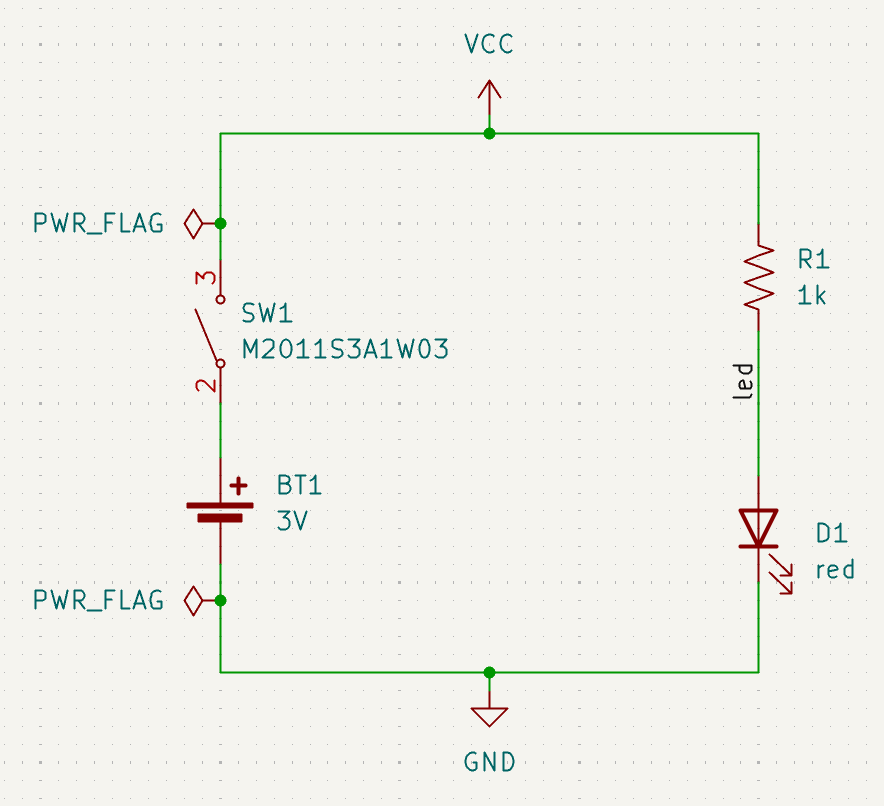 VCC
PWR_FLAG
3
SW1
M2011S3A1W03
2
R1
1k
led
+
BT1
3V
D1
red
PWR_FLAG
GND